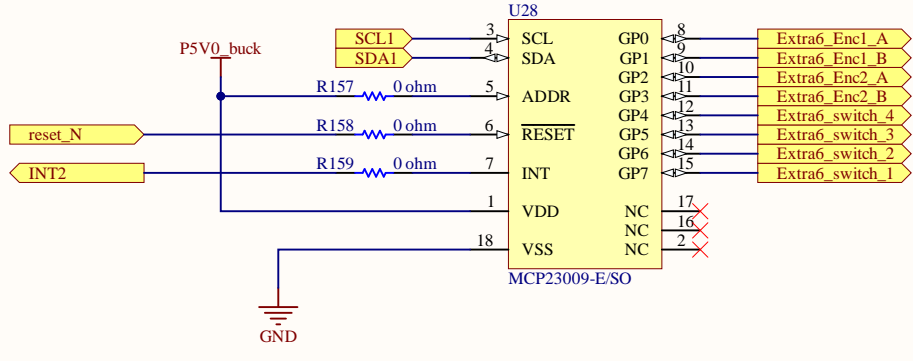 U28
P5V0_buck
SCL1 3 SCL GP0 8 Extra6_Enc1_A
SDA1 4 SDA GP1 9 Extra6_Enc1_B
GP2 10 Extra6_Enc2_A
R157 0 ohm 5 ADDR GP3 11 Extra6_Enc2_B
GP4 12 Extra6_switch_4
reset_N R158 0 ohm 6 RESET GP5 13 Extra6_switch_3
GP6 14 Extra6_switch_2
INT2 R159 0 ohm 7 INT GP7 15 Extra6_switch_1
1 VDD NC 17
NC 16
18 VSS NC 2
MCP23009-E/SO
GND